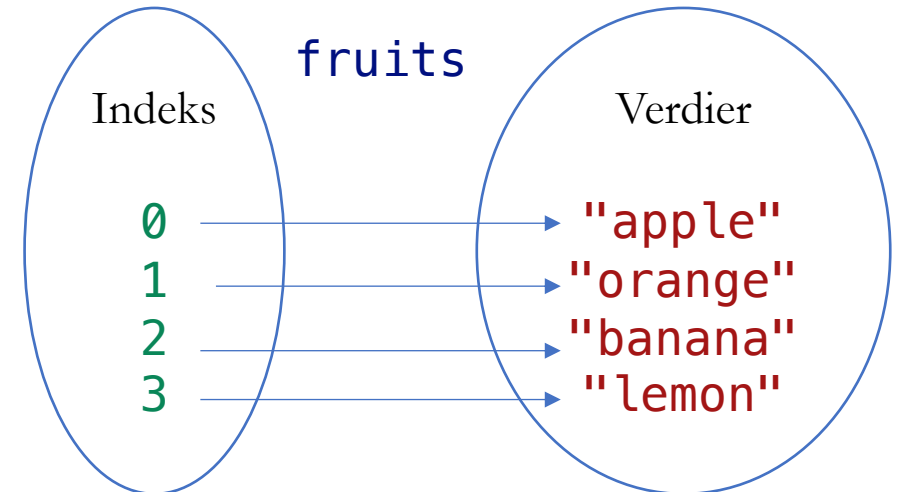 fruits
Indeks Verdier
0 "apple"
1 "orange"
2 "banana"
3 "lemon"